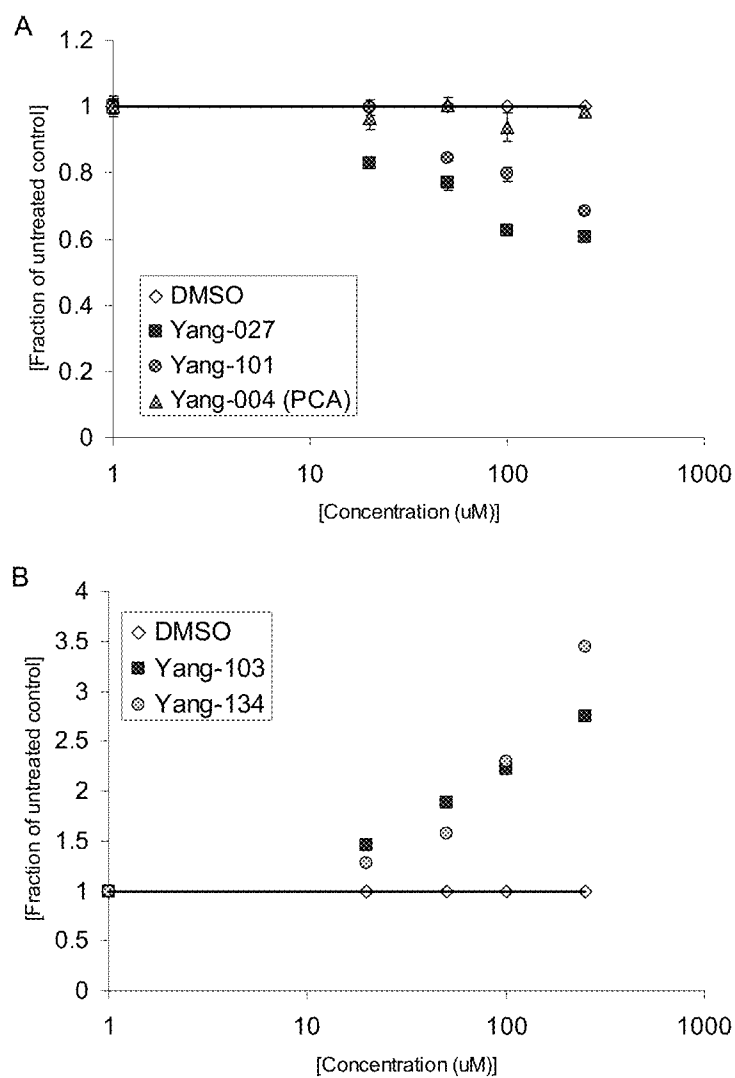 A
1.2
1
0.8
0.6
0.4
0.2
0
[Fraction of untreated control]
DMSO
Yang-027
Yang-101
Yang-004 (PCA)
1 10 100 1000
[Concentration (uM)]
B
4
3.5
3
2.5
2
1.5
1
0.5
0
[Fraction of untreated control]
DMSO
Yang-103
Yang-134
1 10 100 1000
[Concentration (uM)]